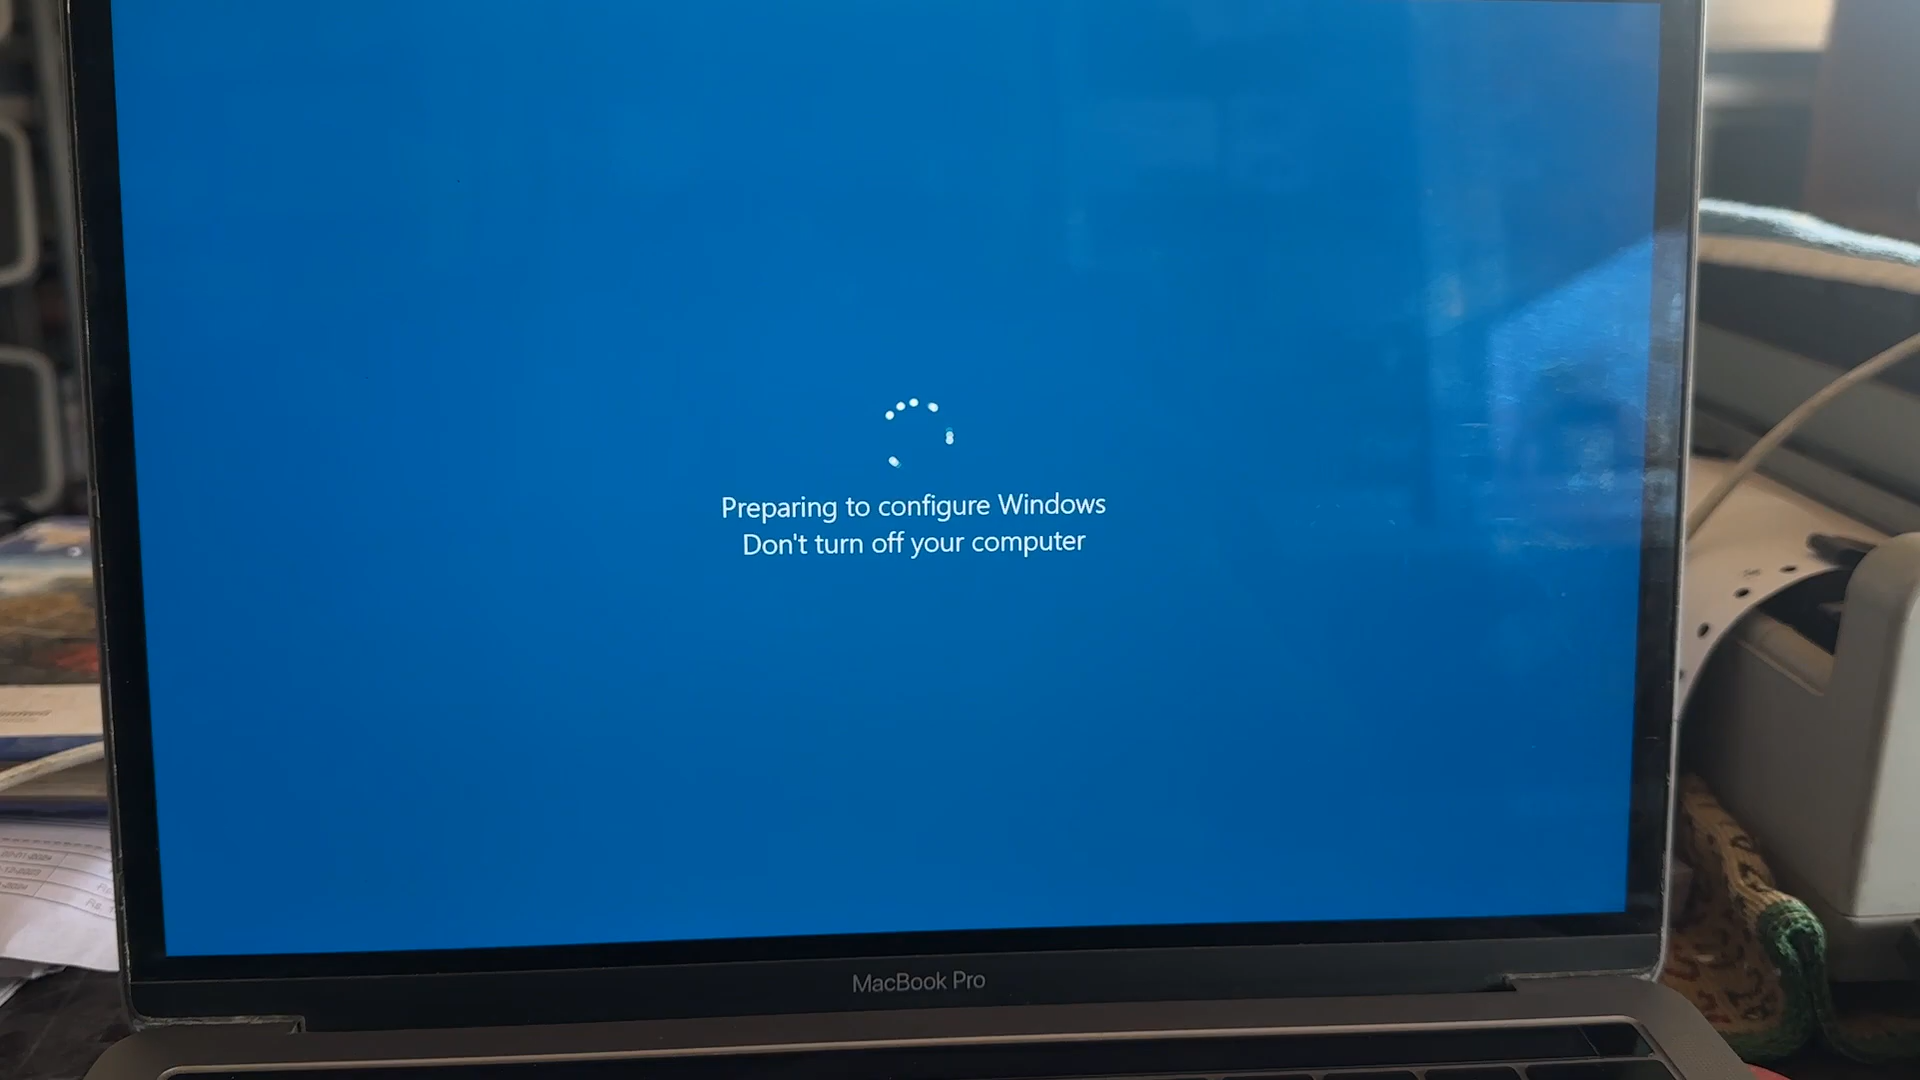 Preparing to configure Windows
Don't turn off your computer
MacBook Pro